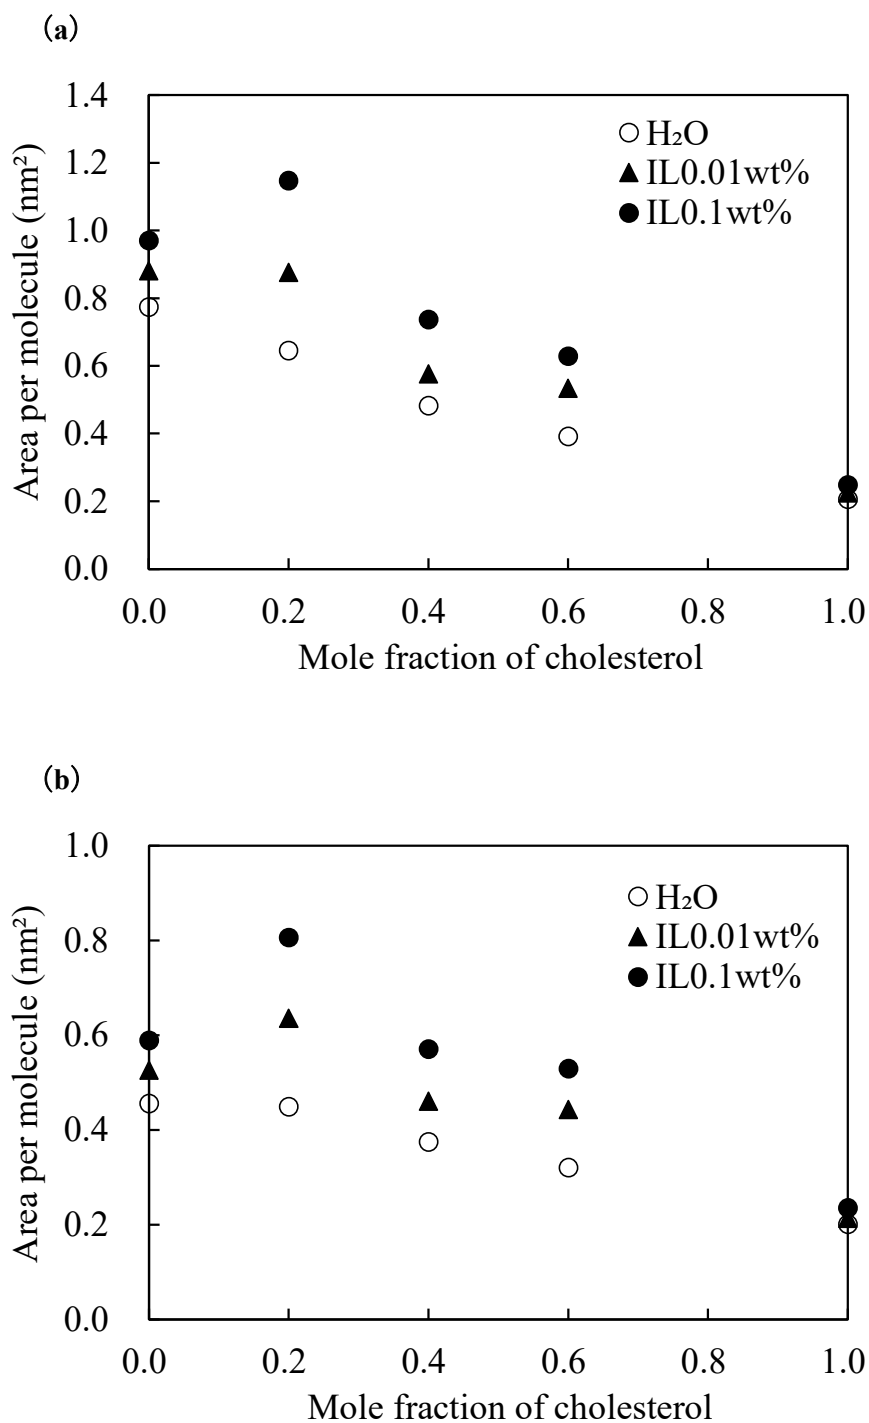 (a)
1.4
1.2
1.0
0.8
0.6
0.4
0.2
0.0
Area per molecule (nm²)
H₂O
IL0.01wt%
IL0.1wt%
0.0 0.2 0.4 0.6 0.8 1.0
Mole fraction of cholesterol
(b)
1.0
0.8
0.6
0.4
0.2
0.0
Area per molecule (nm²)
H₂O
IL0.01wt%
IL0.1wt%
0.0 0.2 0.4 0.6 0.8 1.0
Mole fraction of cholesterol